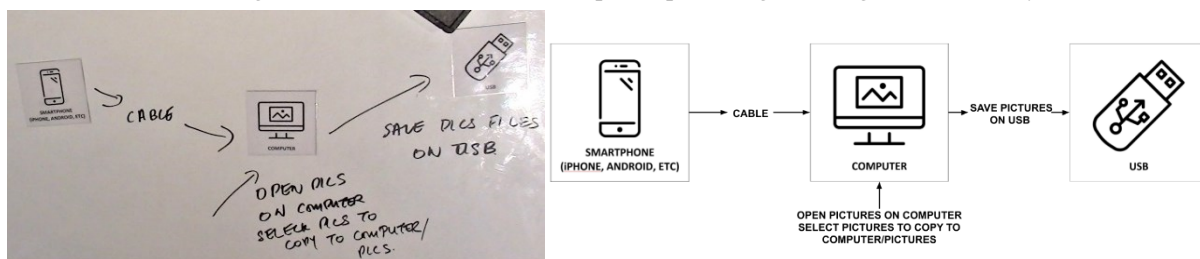 SMARTPHONE
(IPHONE, ANDROID, ETC)
CABLE
COMPUTER
USB
SAVE PICS FILES
ON USB
OPEN PICS
ON COMPUTER
SELECT PICS TO
COPY TO COMPUTER/
PICS.
SMARTPHONE
(iPHONE, ANDROID, ETC)
CABLE
COMPUTER
SAVE PICTURES
ON USB
USB
OPEN PICTURES ON COMPUTER
SELECT PICTURES TO COPY TO
COMPUTER/PICTURES